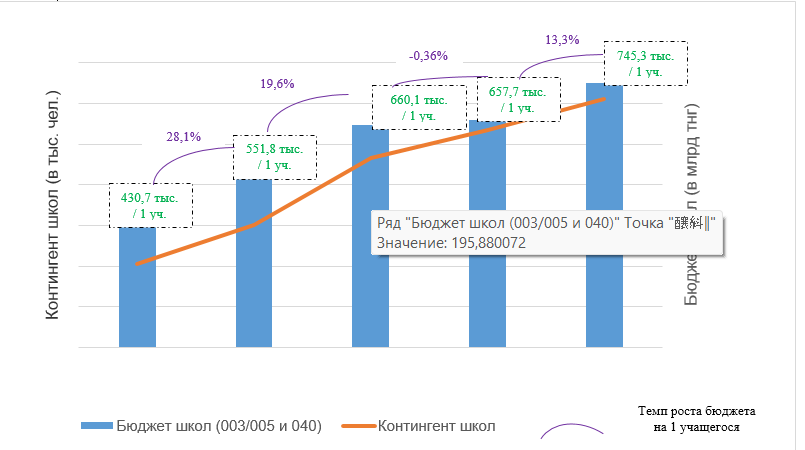 13,3%
-0,36%
745,3 тыс.
/ 1 уч.
19,6%
660,1 тыс.
/ 1 уч.
657,7 тыс.
/ 1 уч.
28,1%
551,8 тыс.
/ 1 уч.
430,7 тыс.
/ 1 уч.
Контингент школ (в тыс. чел.)
Ряд "Бюджет школ (003/005 и 040)" Точка "
Значение: 195,880072
Бюдже
л (в млрд тнг)
Бюджет школ (003/005 и 040)
Контингент школ
Темп роста бюджета
на 1 учащегося